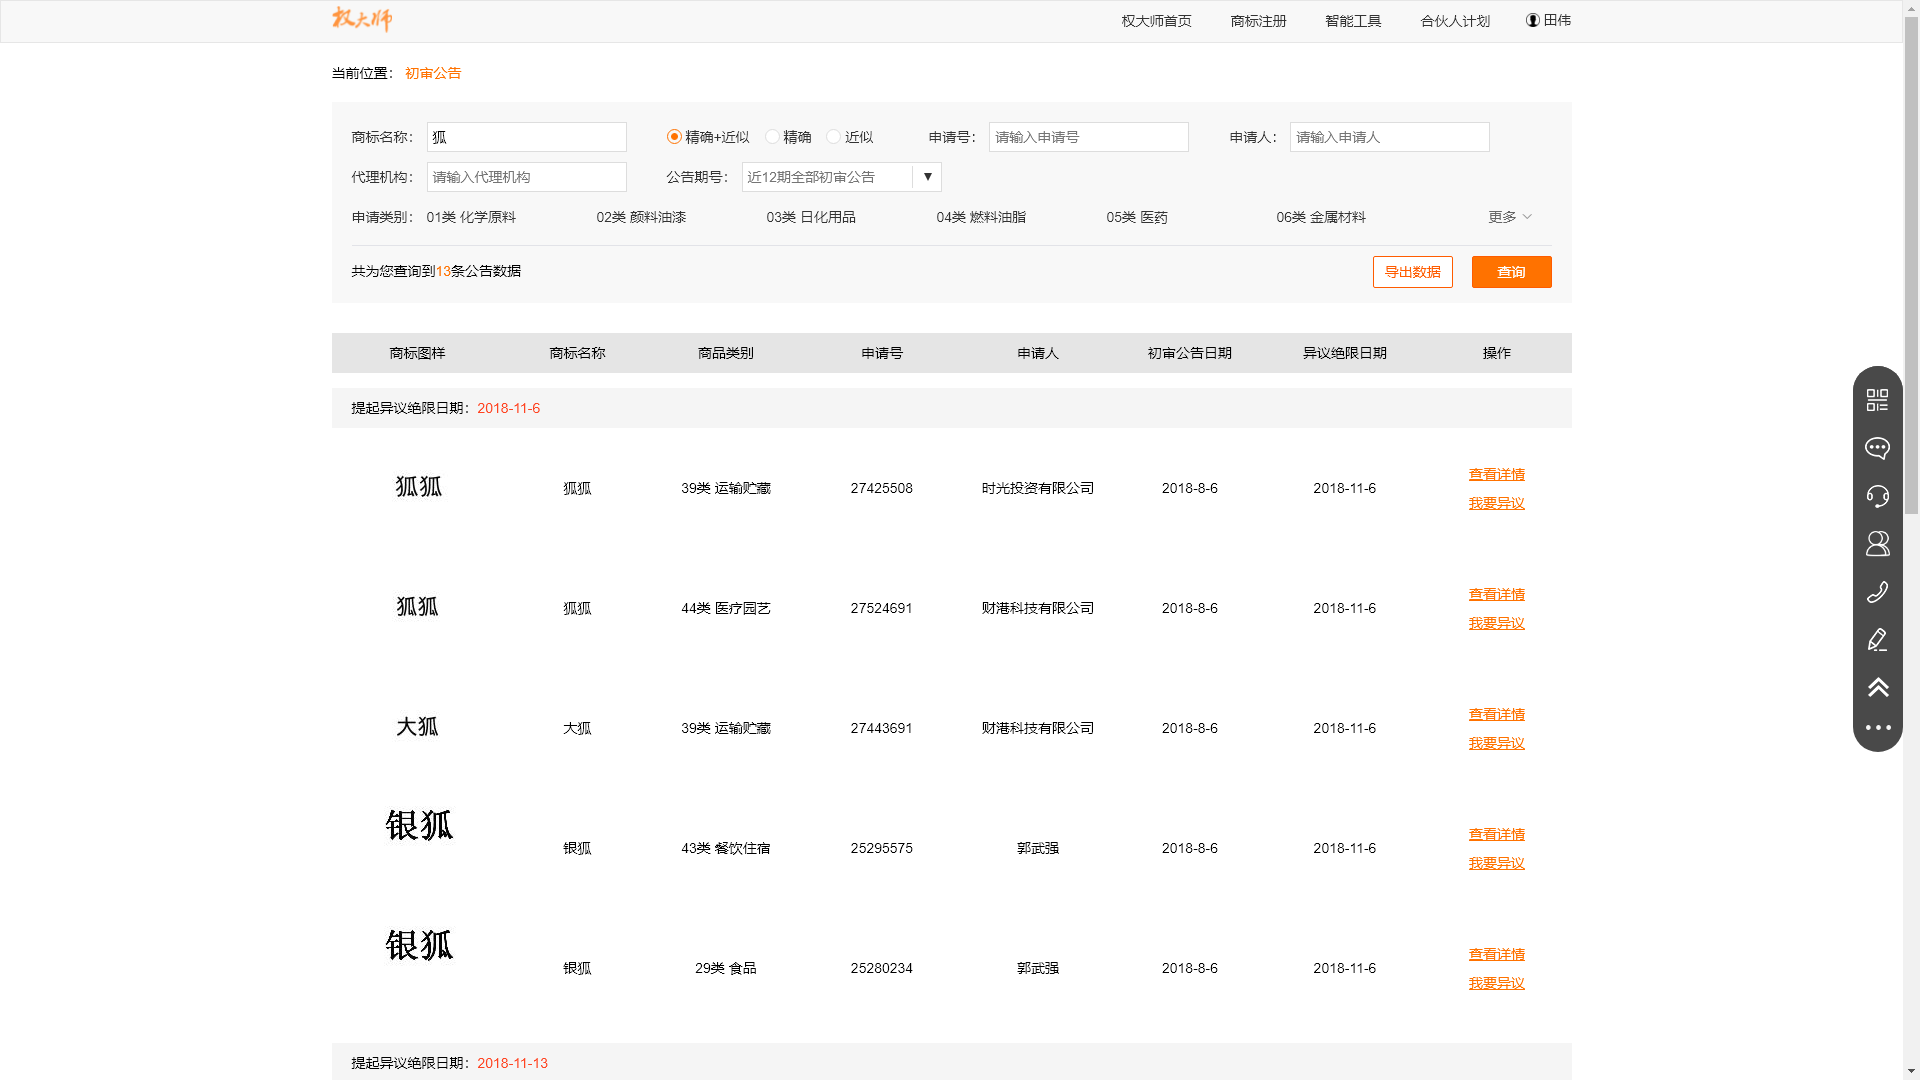 权大师 权大师首页 商标注册 智能工具 合伙人计划 田伟
当前位置： 初审公告
商标名称： 狐 精确+近似 精确 近似 申请号： 请输入申请号 申请人： 请输入申请人
代理机构： 请输入代理机构 公告期号： 近12期全部初审公告 ▼
申请类别： 01类 化学原料 02类 颜料油漆 03类 日化用品 04类 燃料油脂 05类 医药 06类 金属材料 更多
共为您查询到13条公告数据 导出数据 查询
商标图样 商标名称 商品类别 申请号 申请人 初审公告日期 异议绝限日期 操作
提起异议绝限日期：2018-11-6
狐狐 狐狐 39类 运输贮藏 27425508 时光投资有限公司 2018-8-6 2018-11-6 查看详情
我要异议
狐狐 狐狐 44类 医疗园艺 27524691 财港科技有限公司 2018-8-6 2018-11-6 查看详情
我要异议
大狐 大狐 39类 运输贮藏 27443691 财港科技有限公司 2018-8-6 2018-11-6 查看详情
我要异议
银狐 银狐 43类 餐饮住宿 25295575 郭武强 2018-8-6 2018-11-6 查看详情
我要异议
银狐 银狐 29类 食品 25280234 郭武强 2018-8-6 2018-11-6 查看详情
我要异议
提起异议绝限日期：2018-11-13